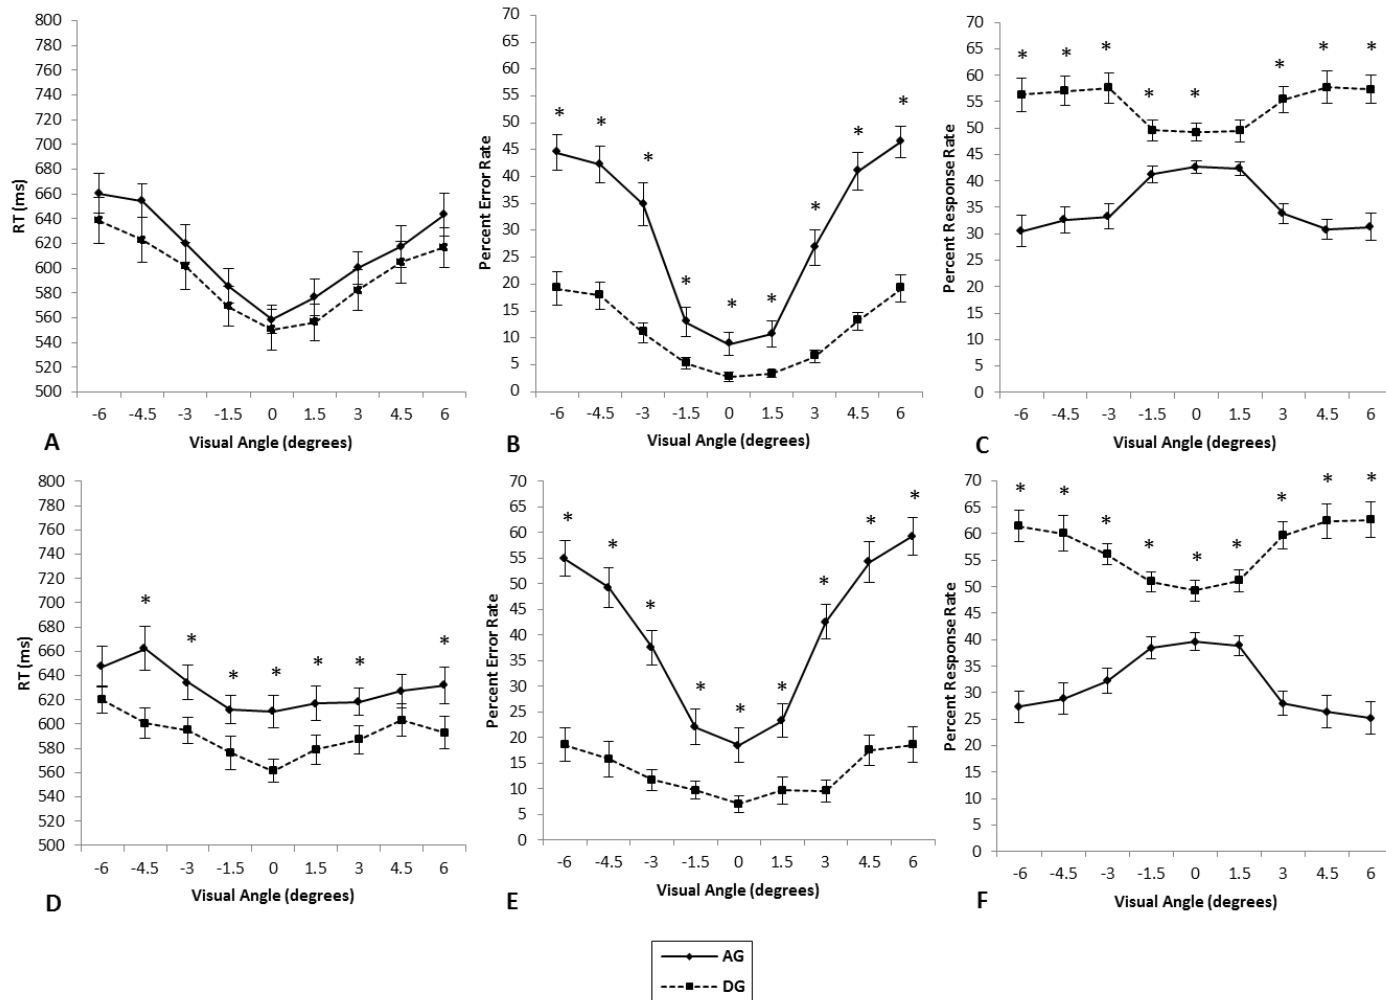 800
780
760
740
720
700
680
660
640
620
600
580
560
540
520
500
RT (ms)
-6 -4.5 -3 -1.5 0 1.5 3 4.5 6
Visual Angle (degrees)
A
70
65
60
55
50
45
40
35
30
25
20
15
10
5
0
Percent Error Rate
* * * * * * * * *
-6 -4.5 -3 -1.5 0 1.5 3 4.5 6
Visual Angle (degrees)
B
70
65
60
55
50
45
40
35
30
25
20
15
10
5
0
Percent Response Rate
* * * * * * * *
-6 -4.5 -3 -1.5 0 1.5 3 4.5 6
Visual Angle (degrees)
C
800
780
760
740
720
700
680
660
640
620
600
580
560
540
520
500
RT (ms)
* * * * * * *
-6 -4.5 -3 -1.5 0 1.5 3 4.5 6
Visual Angle (degrees)
D
70
65
60
55
50
45
40
35
30
25
20
15
10
5
0
Percent Error Rate
* * * * * * * * *
-6 -4.5 -3 -1.5 0 1.5 3 4.5 6
Visual Angle (degrees)
E
70
65
60
55
50
45
40
35
30
25
20
15
10
5
0
Percent Response Rate
* * * * * * * * *
-6 -4.5 -3 -1.5 0 1.5 3 4.5 6
Visual Angle (degrees)
F
AG
DG